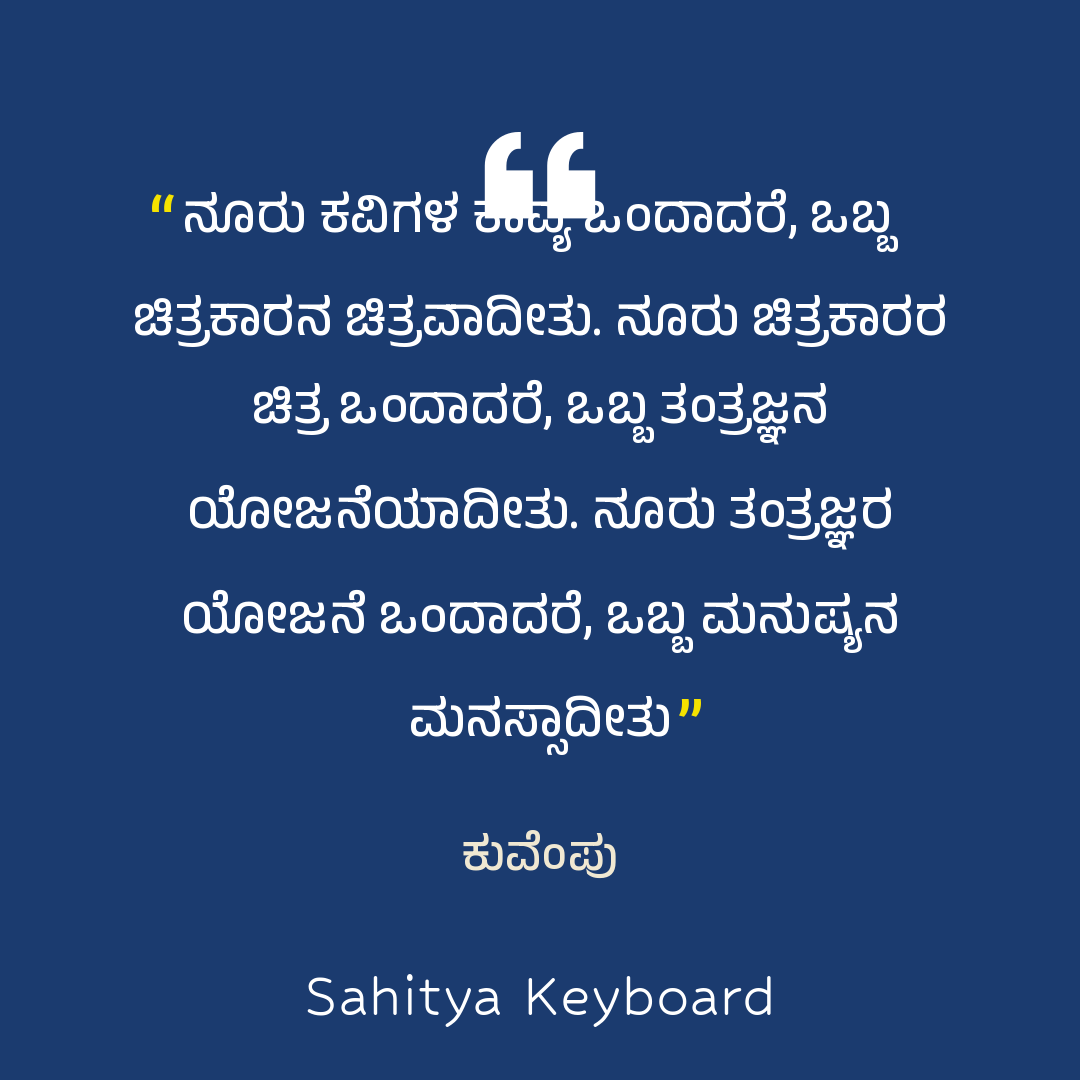 “ನೂರು ಕವಿಗಳ ಕಾವ್ಯ ಒಂದಾದರೆ, ಒಬ್ಬ
ಚಿತ್ರಕಾರನ ಚಿತ್ರವಾದೀತು. ನೂರು ಚಿತ್ರಕಾರರ
ಚಿತ್ರ ಒಂದಾದರೆ, ಒಬ್ಬ ತಂತ್ರಜ್ಞನ
ಯೋಜನೆಯಾದೀತು. ನೂರು ತಂತ್ರಜ್ಞರ
ಯೋಜನೆ ಒಂದಾದರೆ, ಒಬ್ಬ ಮನುಷ್ಯನ
ಮನಸ್ಸಾದೀತು”
ಕುವೆಂಪು
Sahitya Keyboard